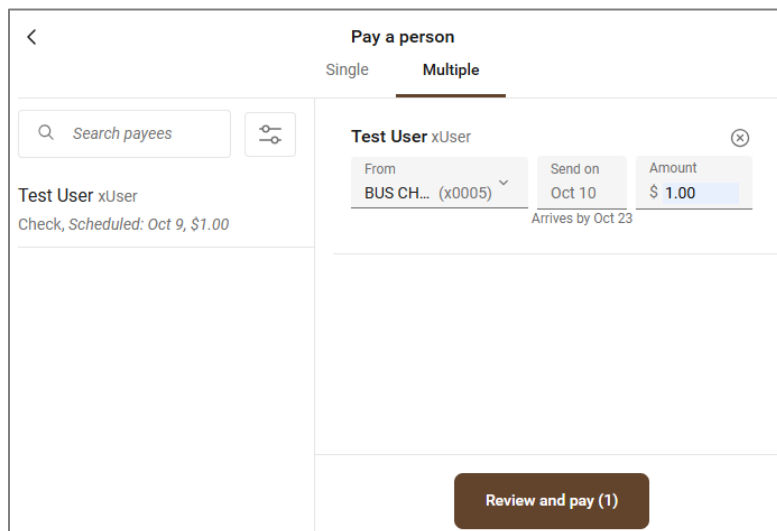 Pay a person
Single Multiple
Search payees
Test User xUser
Check, Scheduled: Oct 9, $1.00
Test User xUser
From
BUS CH... (x0005)
Send on
Oct 10
Amount
$ 1.00
Arrives by Oct 23
Review and pay (1)